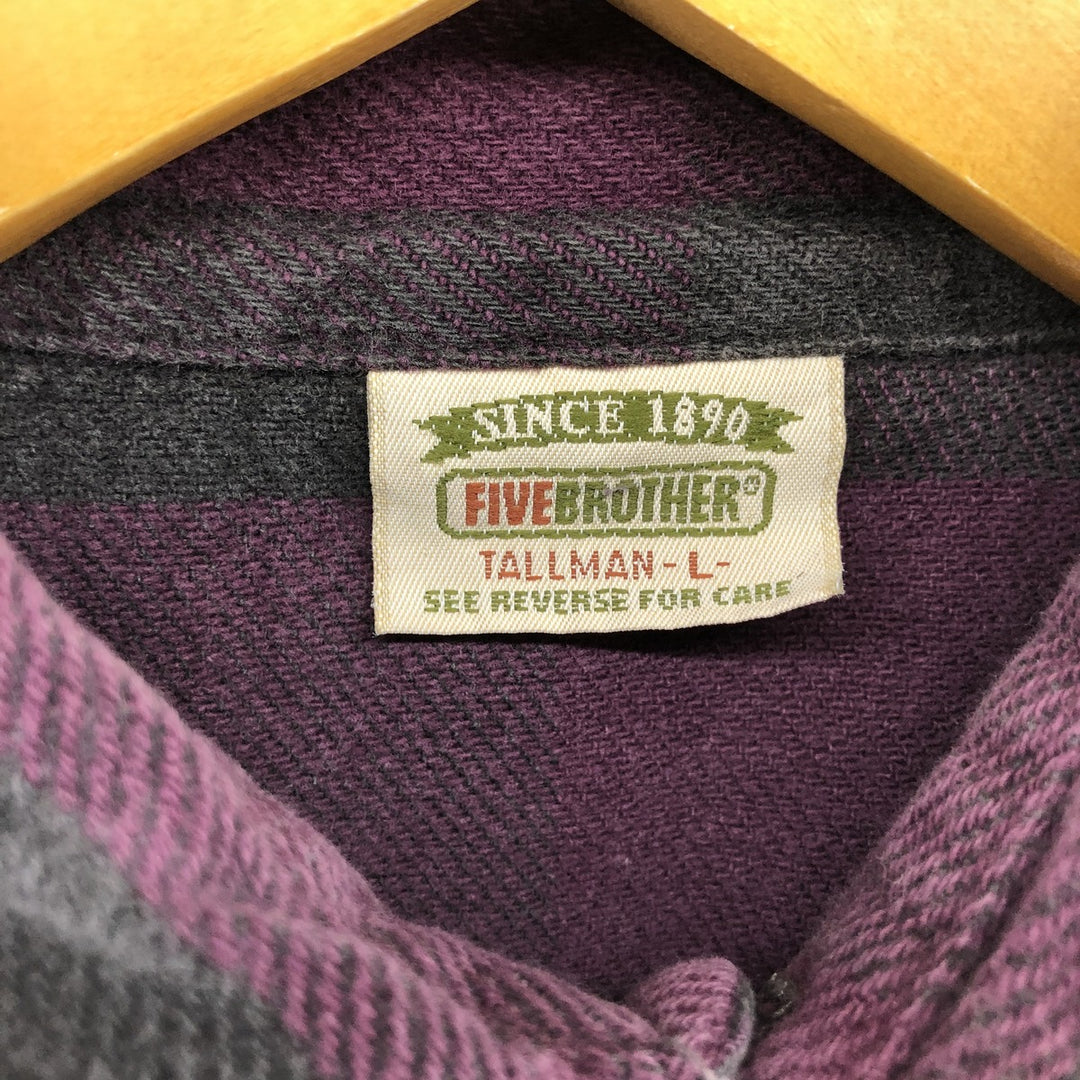 SINCE 1890
FIVEBROTHER®
TALLMAN-L-
SEE REVERSE FOR CARE